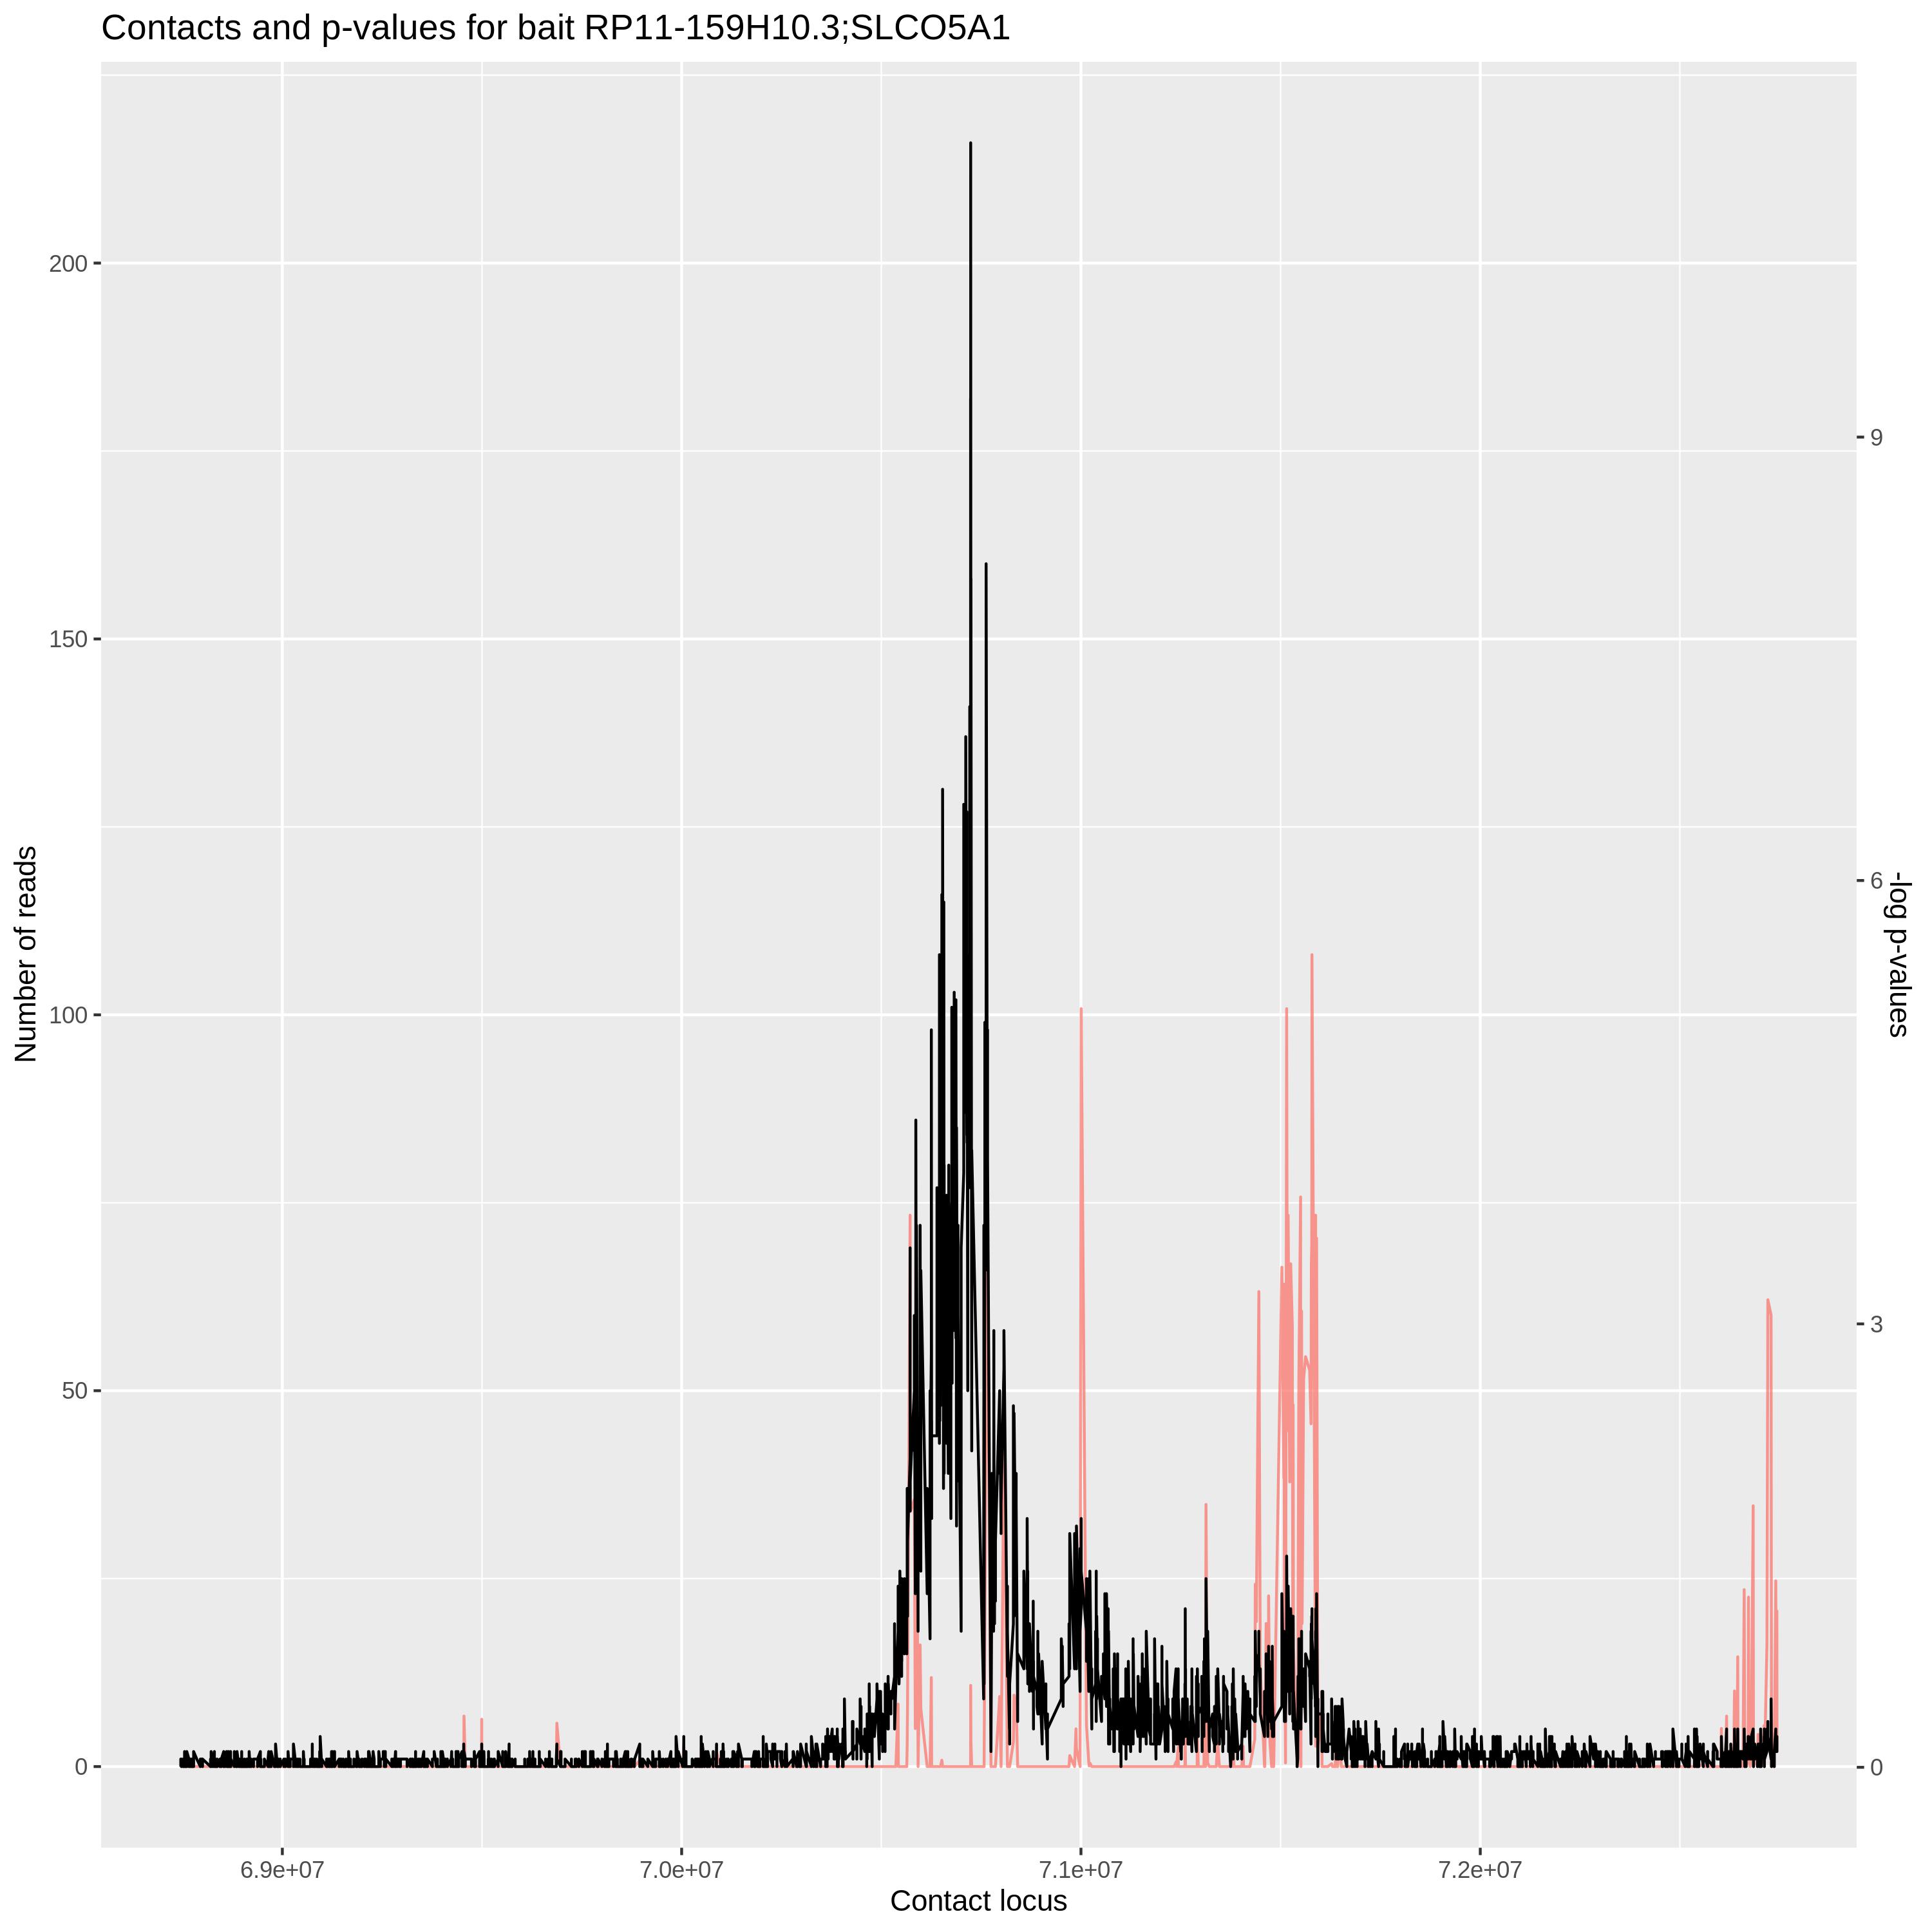 Contacts and p-values for bait RP11-159H10.3;SLCO5A1
Number of reads
200
150
100
50
0
9
6
3
0
-log p-values
6.9e+07
7.0e+07
7.1e+07
7.2e+07
Contact locus